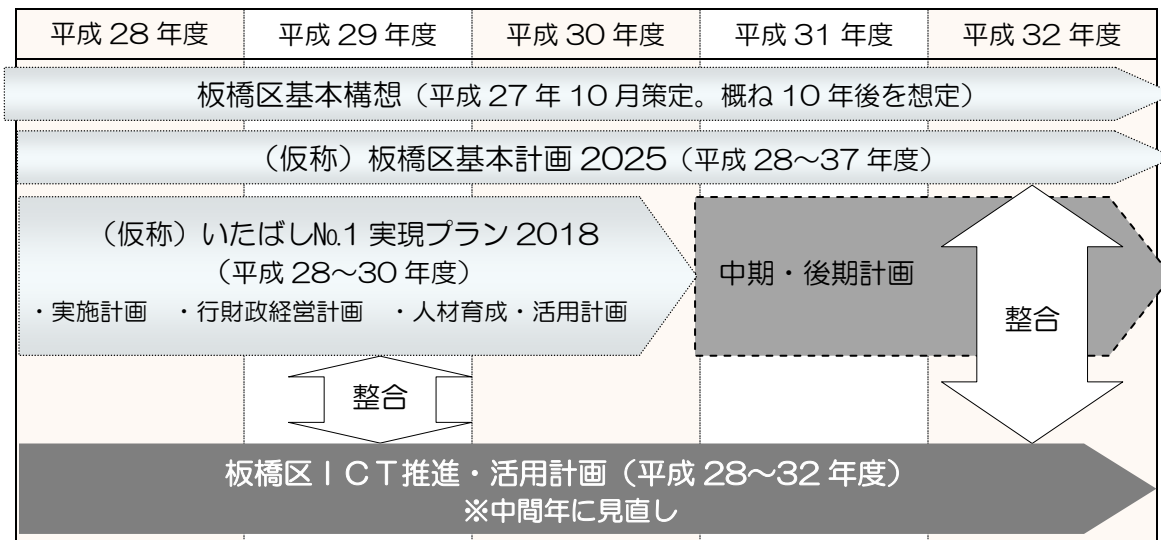 平成 28 年度 平成 29 年度 平成 30 年度 平成 31 年度 平成 32 年度
板橋区基本構想（平成 27 年 10 月策定。概ね 10 年後を想定）
（仮称）板橋区基本計画 2025（平成 28～37 年度）
（仮称）いたばし№1 実現プラン 2018
（平成 28～30 年度）
・実施計画 ・行財政経営計画 ・人材育成・活用計画
中期・後期計画
整合
整合
板橋区ＩＣＴ推進・活用計画（平成 28～32 年度）
※中間年に見直し